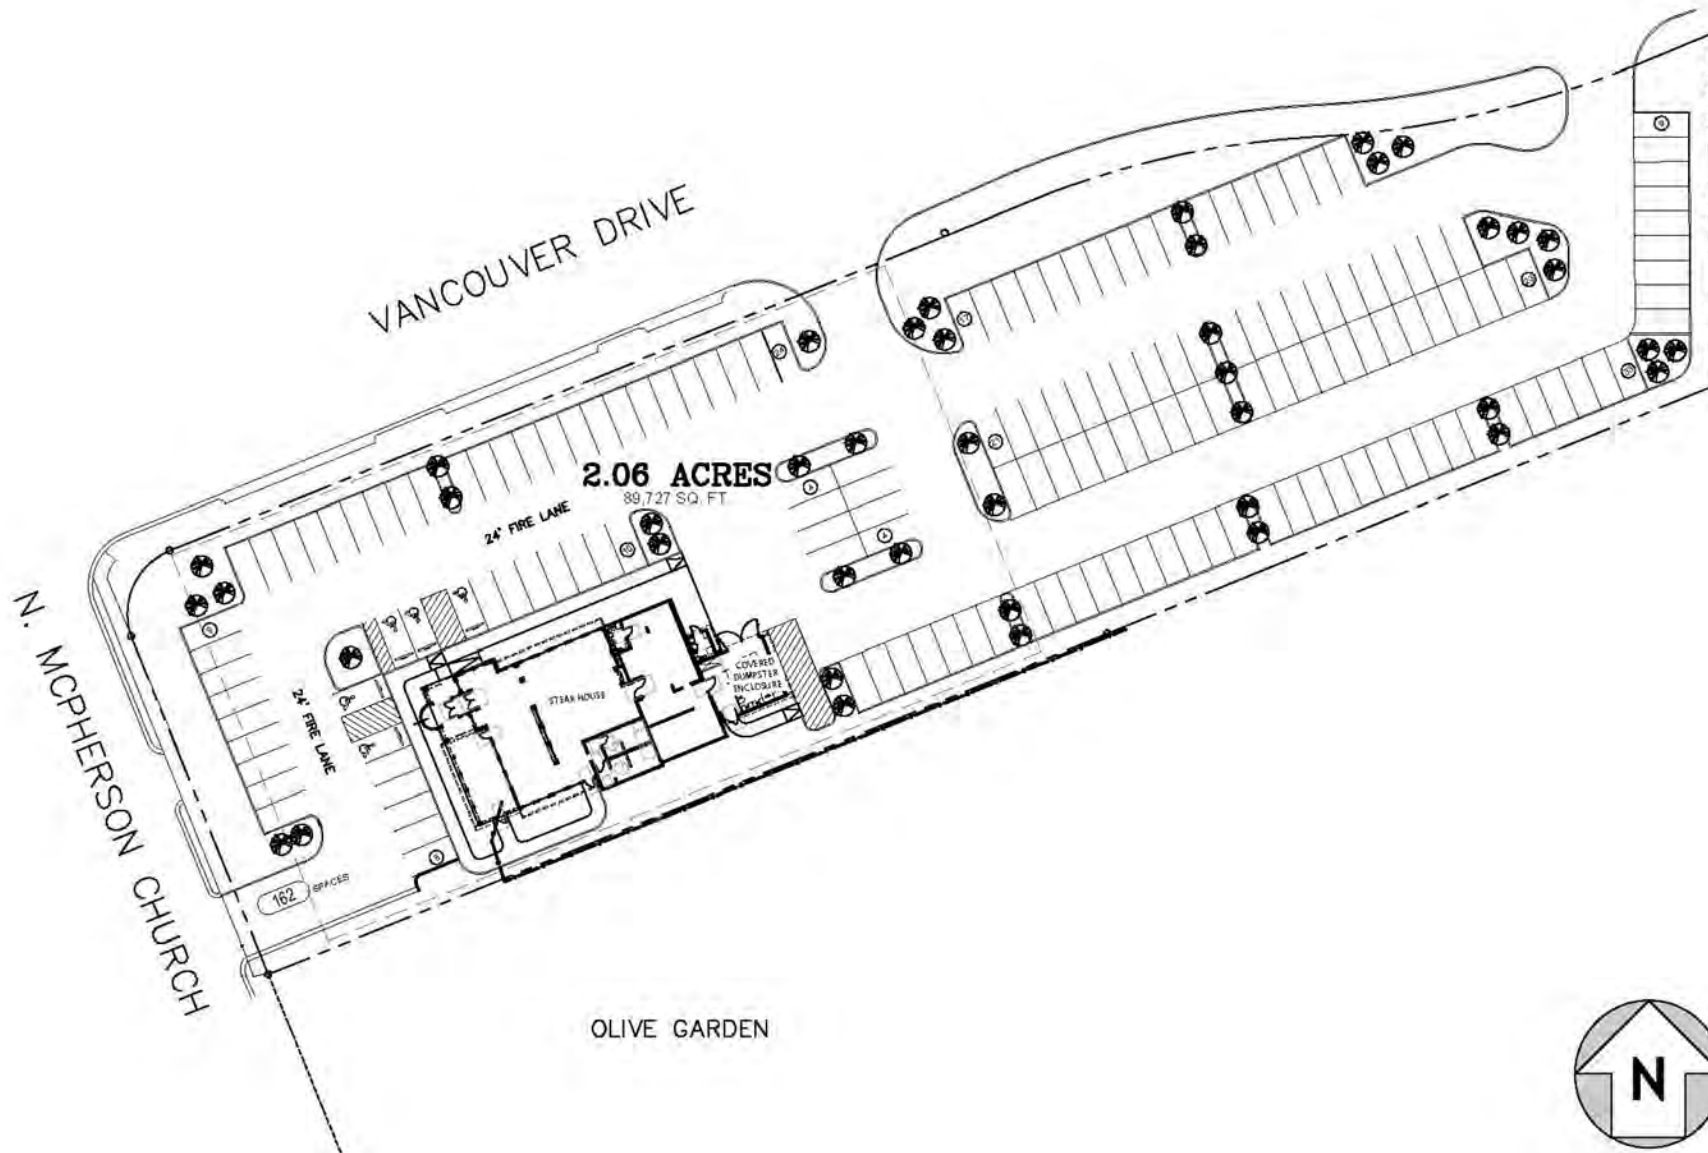 VANCOUVER DRIVE
2.06 ACRES
89,727 SQ. FT.
24' FIRE LANE
24' FIRE LANE
N. MCPHERSON CHURCH
STEAK HOUSE
COVERED
DUMPSTER
ENCLOSURE
162 SPACES
OLIVE GARDEN
N